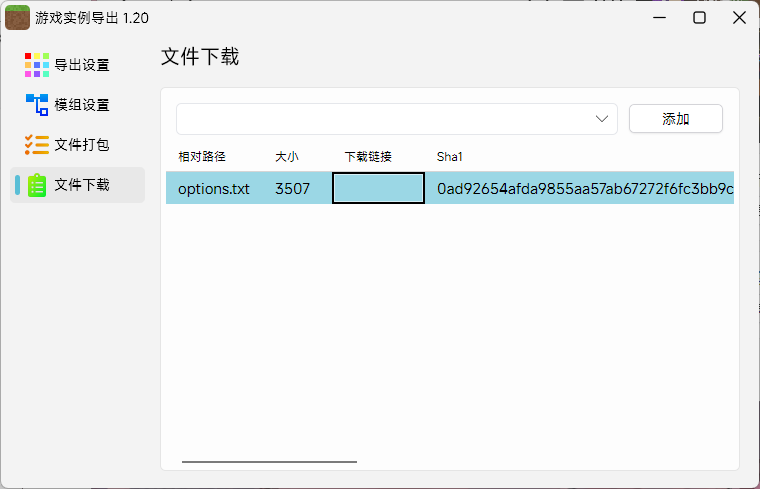 游戏实例导出 1.20
导出设置
模组设置
文件打包
文件下载
文件下载
添加
相对路径 大小 下载链接 Sha1
options.txt 3507 0ad92654afda9855aa57ab67272f6fc3bb9c